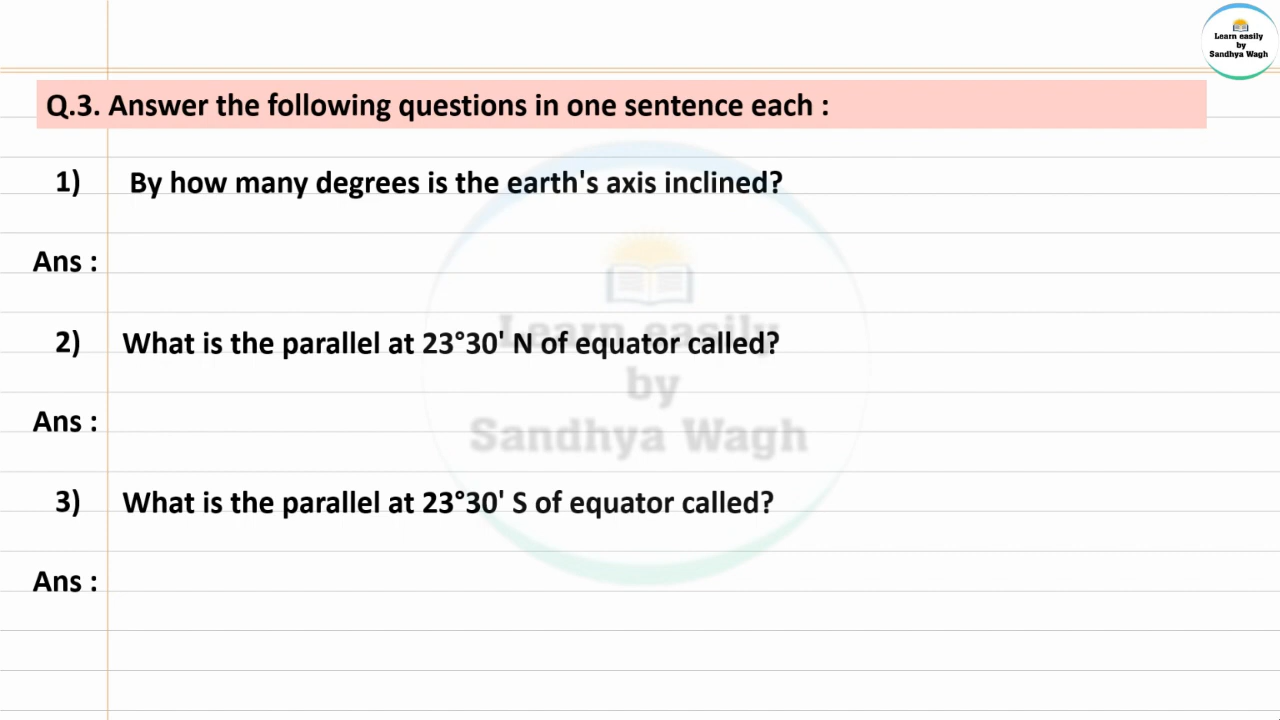 Learn easily
by
Sandhya Wagh
Q.3. Answer the following questions in one sentence each :
1) By how many degrees is the earth's axis inclined?
Ans :
2) What is the parallel at 23°30' N of equator called?
Ans :
3) What is the parallel at 23°30' S of equator called?
Ans :
Learn easily
by
Sandhya Wagh